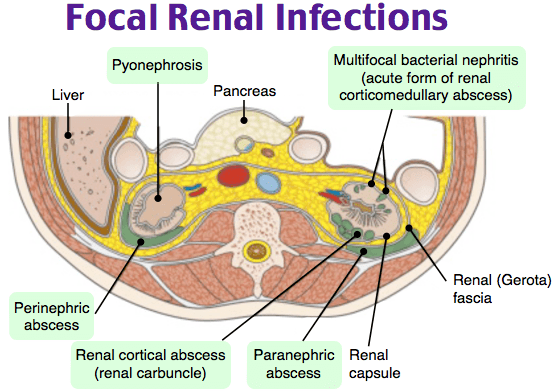 Focal Renal Infections
Pyonephrosis
Multifocal bacterial nephritis
(acute form of renal
corticomedullary abscess)
Liver
Pancreas
Renal (Gerota)
fascia
Perinephric
abscess
Renal cortical abscess
(renal carbuncle)
Paranephric
abscess
Renal
capsule